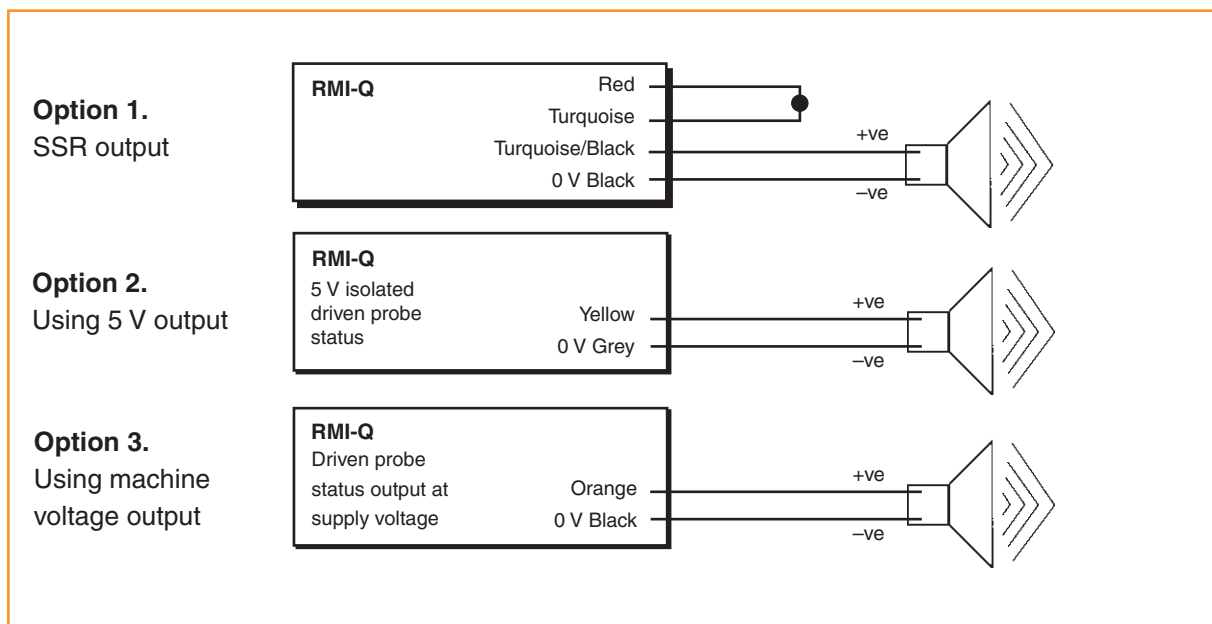 Option 1.
SSR output
RMI-Q
Red
Turquoise
Turquoise/Black
0 V Black
+ve
–ve
Option 2.
Using 5 V output
RMI-Q
5 V isolated
driven probe
status
Yellow
0 V Grey
+ve
–ve
Option 3.
Using machine
voltage output
RMI-Q
Driven probe
status output at
supply voltage
Orange
0 V Black
+ve
–ve